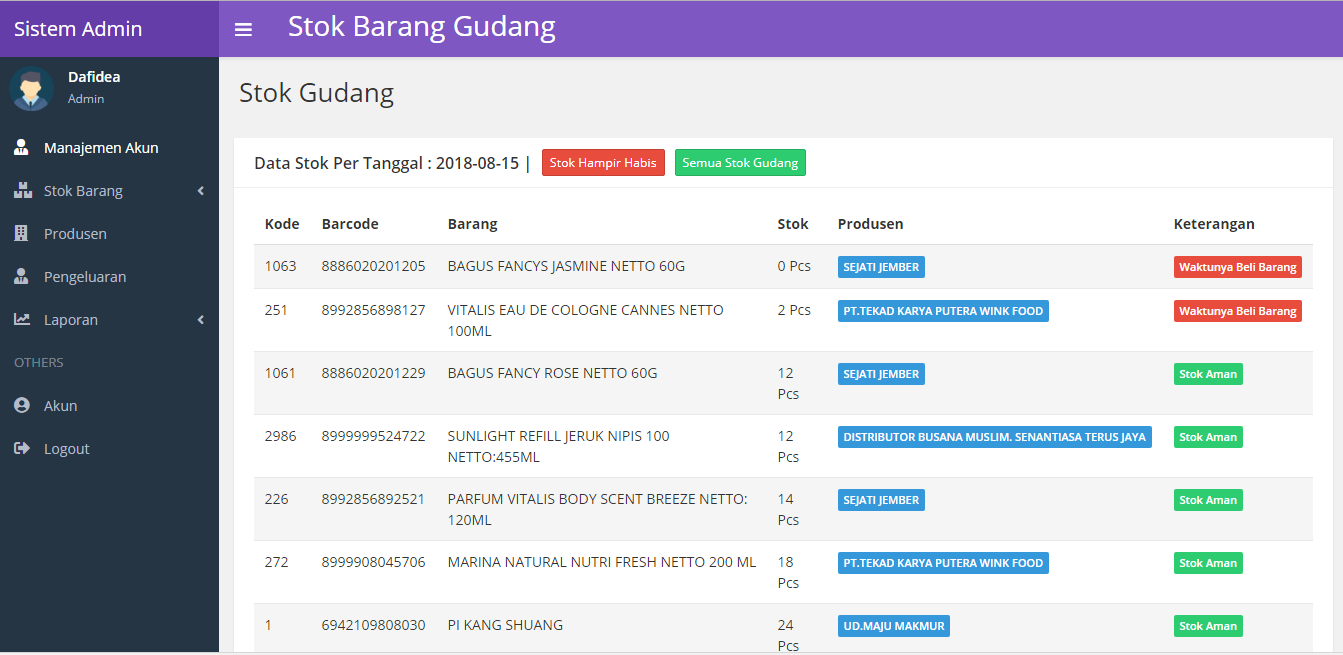 Sistem Admin
Stok Barang Gudang
Dafidea
Admin
Manajemen Akun
Stok Barang
Produsen
Pengeluaran
Laporan
OTHERS
Akun
Logout
Stok Gudang
Data Stok Per Tanggal : 2018-08-15 | Stok Hampir Habis Semua Stok Gudang
Kode Barcode Barang Stok Produsen Keterangan
1063 8886020201205 BAGUS FANCYS JASMINE NETTO 60G 0 Pcs SEJATI JEMBER Waktunya Beli Barang
251 8992856898127 VITALIS EAU DE COLOGNE CANNES NETTO 2 Pcs PT.TEKAD KARYA PUTERA WINK FOOD Waktunya Beli Barang
100ML
1061 8886020201229 BAGUS FANCY ROSE NETTO 60G 12 SEJATI JEMBER Stok Aman
Pcs
2986 8999999524722 SUNLIGHT REFILL JERUK NIPIS 100 12 DISTRIBUTOR BUSANA MUSLIM. SENANTIASA TERUS JAYA Stok Aman
NETTO:455ML Pcs
226 8992856892521 PARFUM VITALIS BODY SCENT BREEZE NETTO: 14 SEJATI JEMBER Stok Aman
120ML Pcs
272 8999908045706 MARINA NATURAL NUTRI FRESH NETTO 200 ML 18 PT.TEKAD KARYA PUTERA WINK FOOD Stok Aman
Pcs
1 6942109808030 PI KANG SHUANG 24 UD.MAJU MAKMUR Stok Aman
Pcs